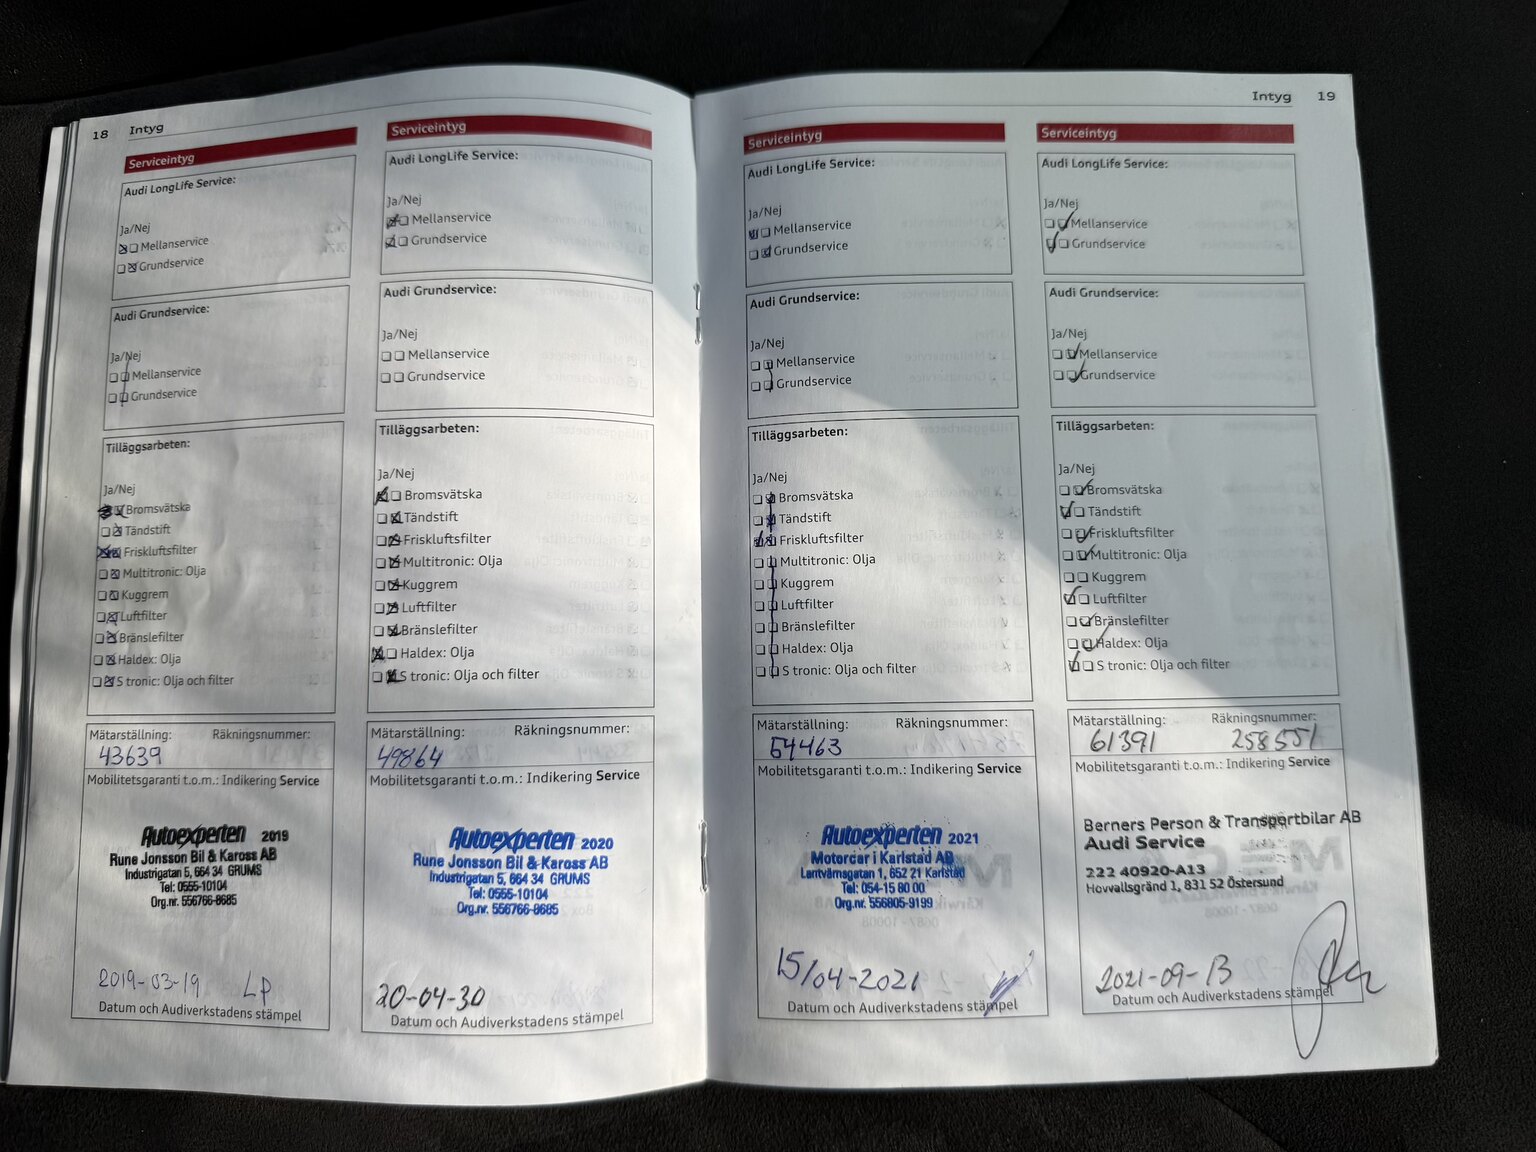 18 Intyg
Serviceintyg
Audi LongLife Service:
Ja/Nej
Mellanservice
Grundservice
Audi Grundservice:
Ja/Nej
Mellanservice
Grundservice
Tilläggsarbeten:
Ja/Nej
Bromsvätska
Tändstift
Friskluftsfilter
Multitronic: Olja
Kuggrem
Luftfilter
Bränslefilter
Haldex: Olja
S tronic: Olja och filter
Mätarställning: Räkningsnummer:
43639
Mobilitetsgaranti t.o.m.: Indikering Service
Autoexperten 2019
Rune Jonsson Bil & Kaross AB
Industrigatan 5, 664 34 GRUMS
Tel: 0555-10104
Org.nr. 556766-8685
2019-03-19 LP
Datum och Audiverkstadens stämpel
Serviceintyg
Audi LongLife Service:
Ja/Nej
Mellanservice
Grundservice
Audi Grundservice:
Ja/Nej
Mellanservice
Grundservice
Tilläggsarbeten:
Ja/Nej
Bromsvätska
Tändstift
Friskluftsfilter
Multitronic: Olja
Kuggrem
Luftfilter
Bränslefilter
Haldex: Olja
S tronic: Olja och filter
Mätarställning: Räkningsnummer:
49864
Mobilitetsgaranti t.o.m.: Indikering Service
Autoexperten 2020
Rune Jonsson Bil & Kaross AB
Industrigatan 5, 664 34 GRUMS
Tel: 0555-10104
Org.nr. 556766-8685
20-04-30
Datum och Audiverkstadens stämpel
Intyg 19
Serviceintyg
Audi LongLife Service:
Ja/Nej
Mellanservice
Grundservice
Audi Grundservice:
Ja/Nej
Mellanservice
Grundservice
Tilläggsarbeten:
Ja/Nej
Bromsvätska
Tändstift
Friskluftsfilter
Multitronic: Olja
Kuggrem
Luftfilter
Bränslefilter
Haldex: Olja
S tronic: Olja och filter
Mätarställning: Räkningsnummer:
54463
Mobilitetsgaranti t.o.m.: Indikering Service
Autoexperten 2021
Motorcar i Karlstad AB
Lantvärnsgatan 1, 652 21 Karlstad
Tel: 054-15 80 00
Org.nr. 556805-9199
15/04-2021
Datum och Audiverkstadens stämpel
Serviceintyg
Audi LongLife Service:
Ja/Nej
Mellanservice
Grundservice
Audi Grundservice:
Ja/Nej
Mellanservice
Grundservice
Tilläggsarbeten:
Ja/Nej
Bromsvätska
Tändstift
Friskluftsfilter
Multitronic: Olja
Kuggrem
Luftfilter
Bränslefilter
Haldex: Olja
S tronic: Olja och filter
Mätarställning: Räkningsnummer:
61391 258551
Mobilitetsgaranti t.o.m.: Indikering Service
Berners Person & Transportbilar AB
Audi Service
222 40920-A13
Hovvallsgränd 1, 831 52 Östersund
2021-09-13
Datum och Audiverkstadens stämpel